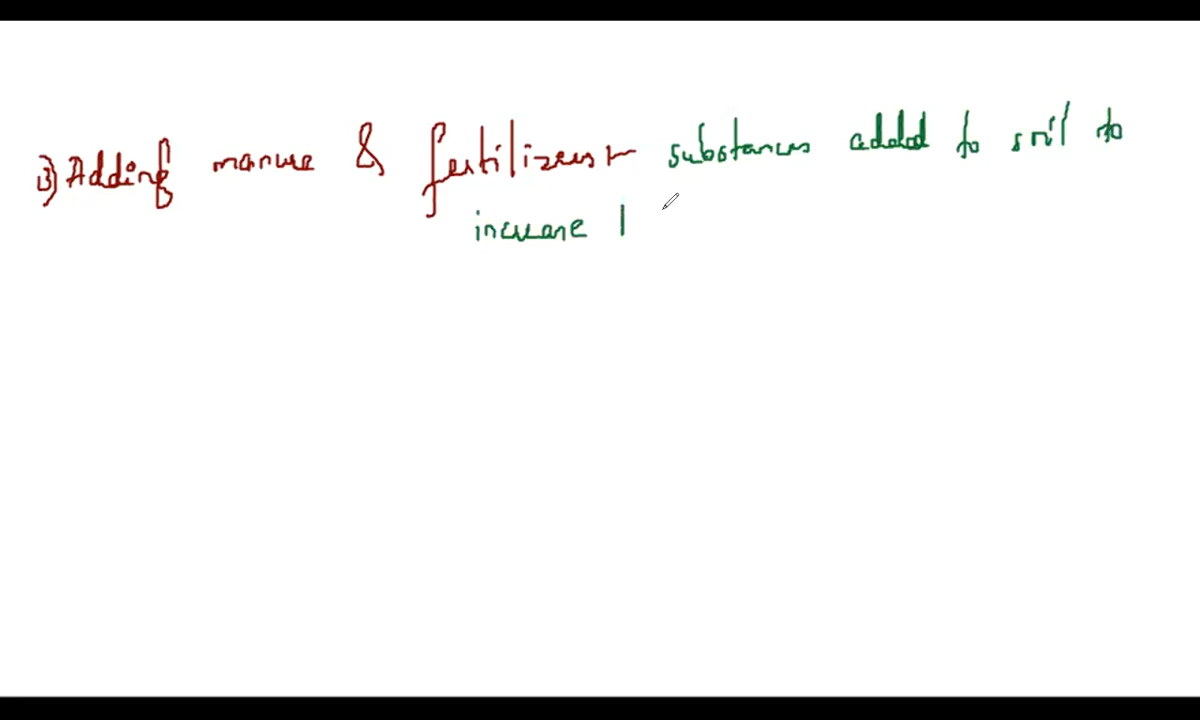 3) Adding manure & fertilizers - substances added to soil to
increase